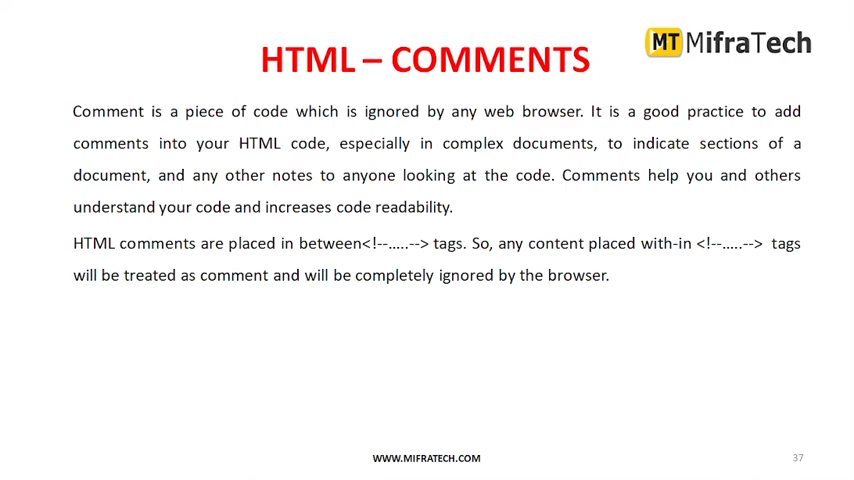 HTML – COMMENTS
MT MifraTech
Comment is a piece of code which is ignored by any web browser. It is a good practice to add
comments into your HTML code, especially in complex documents, to indicate sections of a
document, and any other notes to anyone looking at the code. Comments help you and others
understand your code and increases code readability.
HTML comments are placed in between<!--…..--> tags. So, any content placed with-in <!--…..--> tags
will be treated as comment and will be completely ignored by the browser.
WWW.MIFRATECH.COM
37